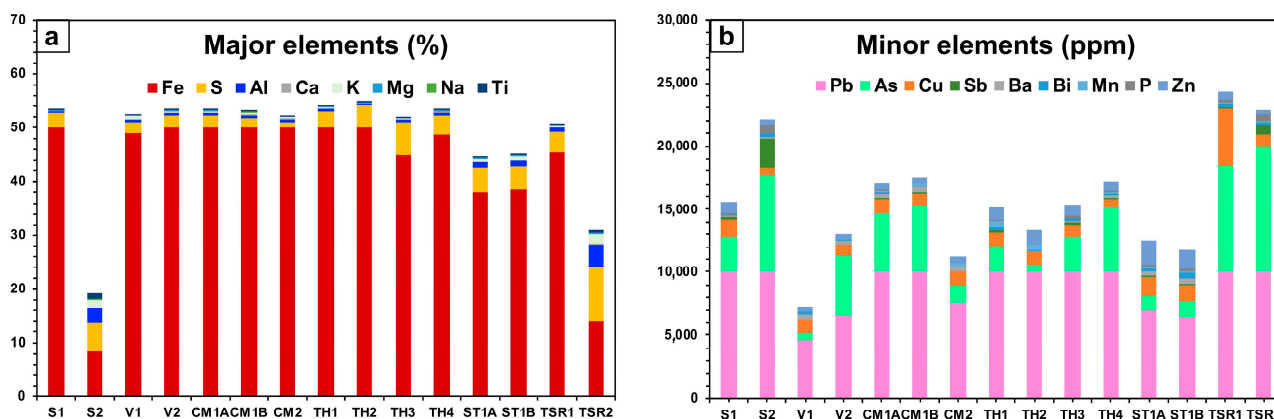 a
Major elements (%)
Fe S Al Ca K Mg Na Ti
70
60
50
40
30
20
10
0
S1 S2 V1 V2 CM1A CM1B CM2 TH1 TH2 TH3 TH4 ST1A ST1B TSR1 TSR2
b
Minor elements (ppm)
Pb As Cu Sb Ba Bi Mn P Zn
30,000
25,000
20,000
15,000
10,000
5,000
0
S1 S2 V1 V2 CM1A CM1B CM2 TH1 TH2 TH3 TH4 ST1A ST1B TSR1 TSR